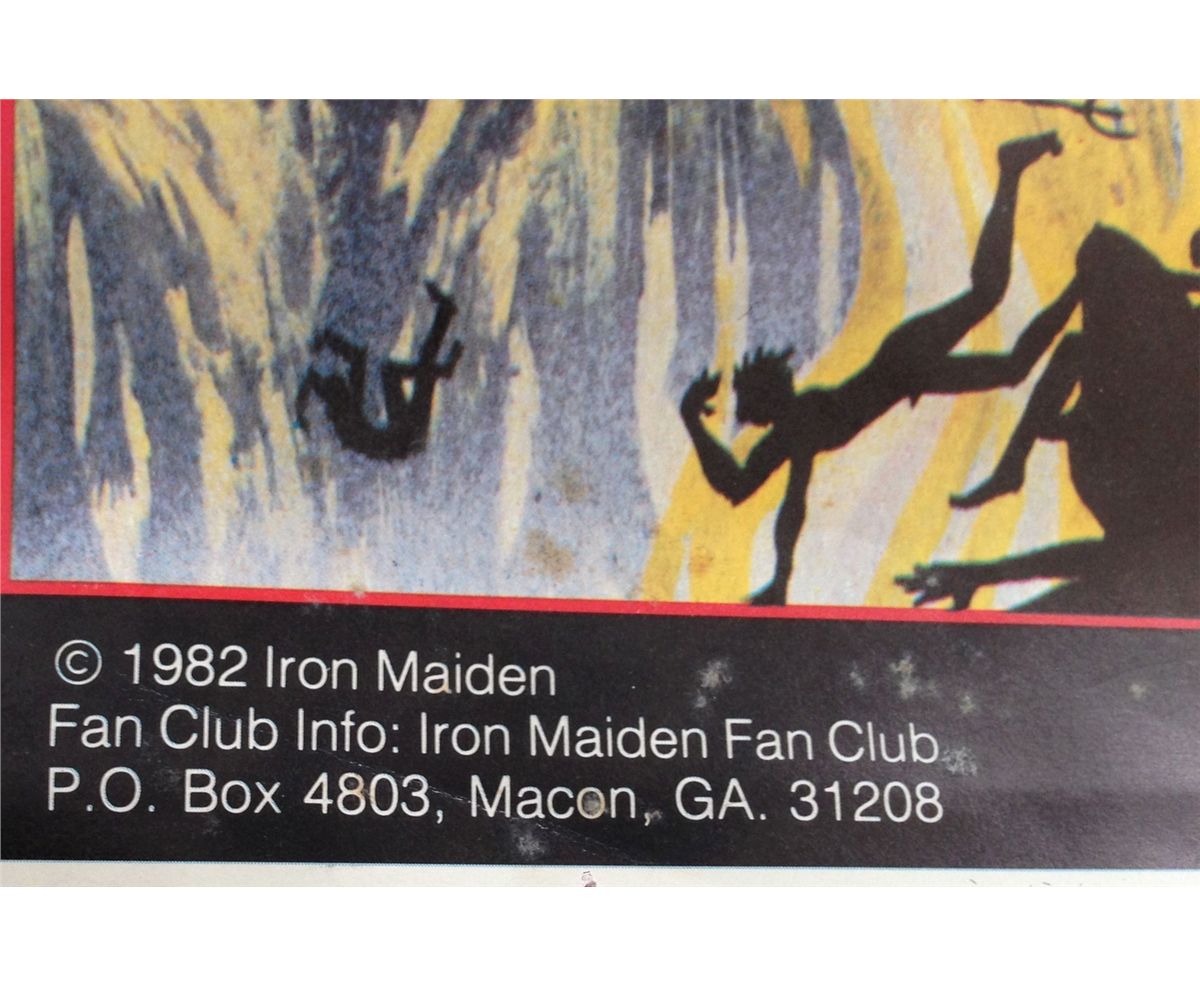 © 1982 Iron Maiden
Fan Club Info: Iron Maiden Fan Club
P.O. Box 4803, Macon, GA. 31208